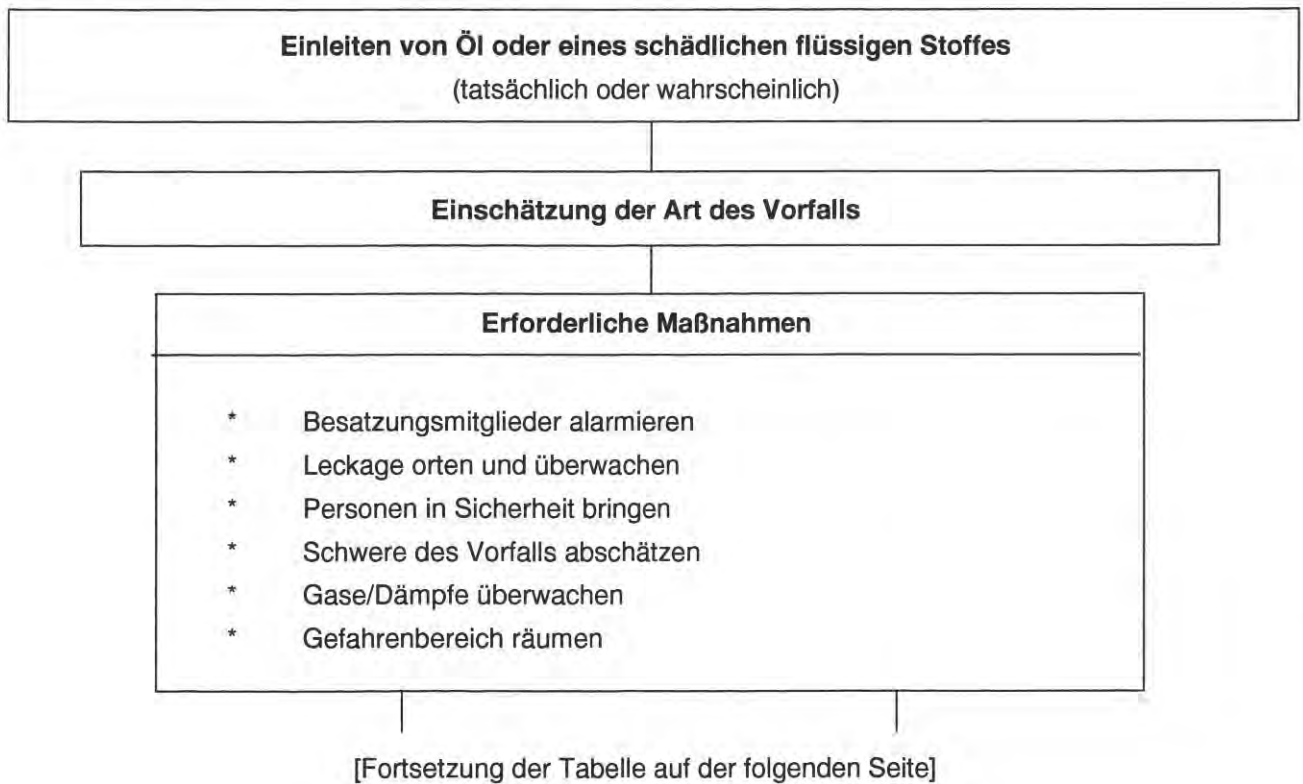 Einleiten von Öl oder eines schädlichen flüssigen Stoffes
(tatsächlich oder wahrscheinlich)
Einschätzung der Art des Vorfalls
Erforderliche Maßnahmen
* Besatzungsmitglieder alarmieren
* Leckage orten und überwachen
* Personen in Sicherheit bringen
* Schwere des Vorfalls abschätzen
* Gase/Dämpfe überwachen
* Gefahrenbereich räumen
[Fortsetzung der Tabelle auf der folgenden Seite]